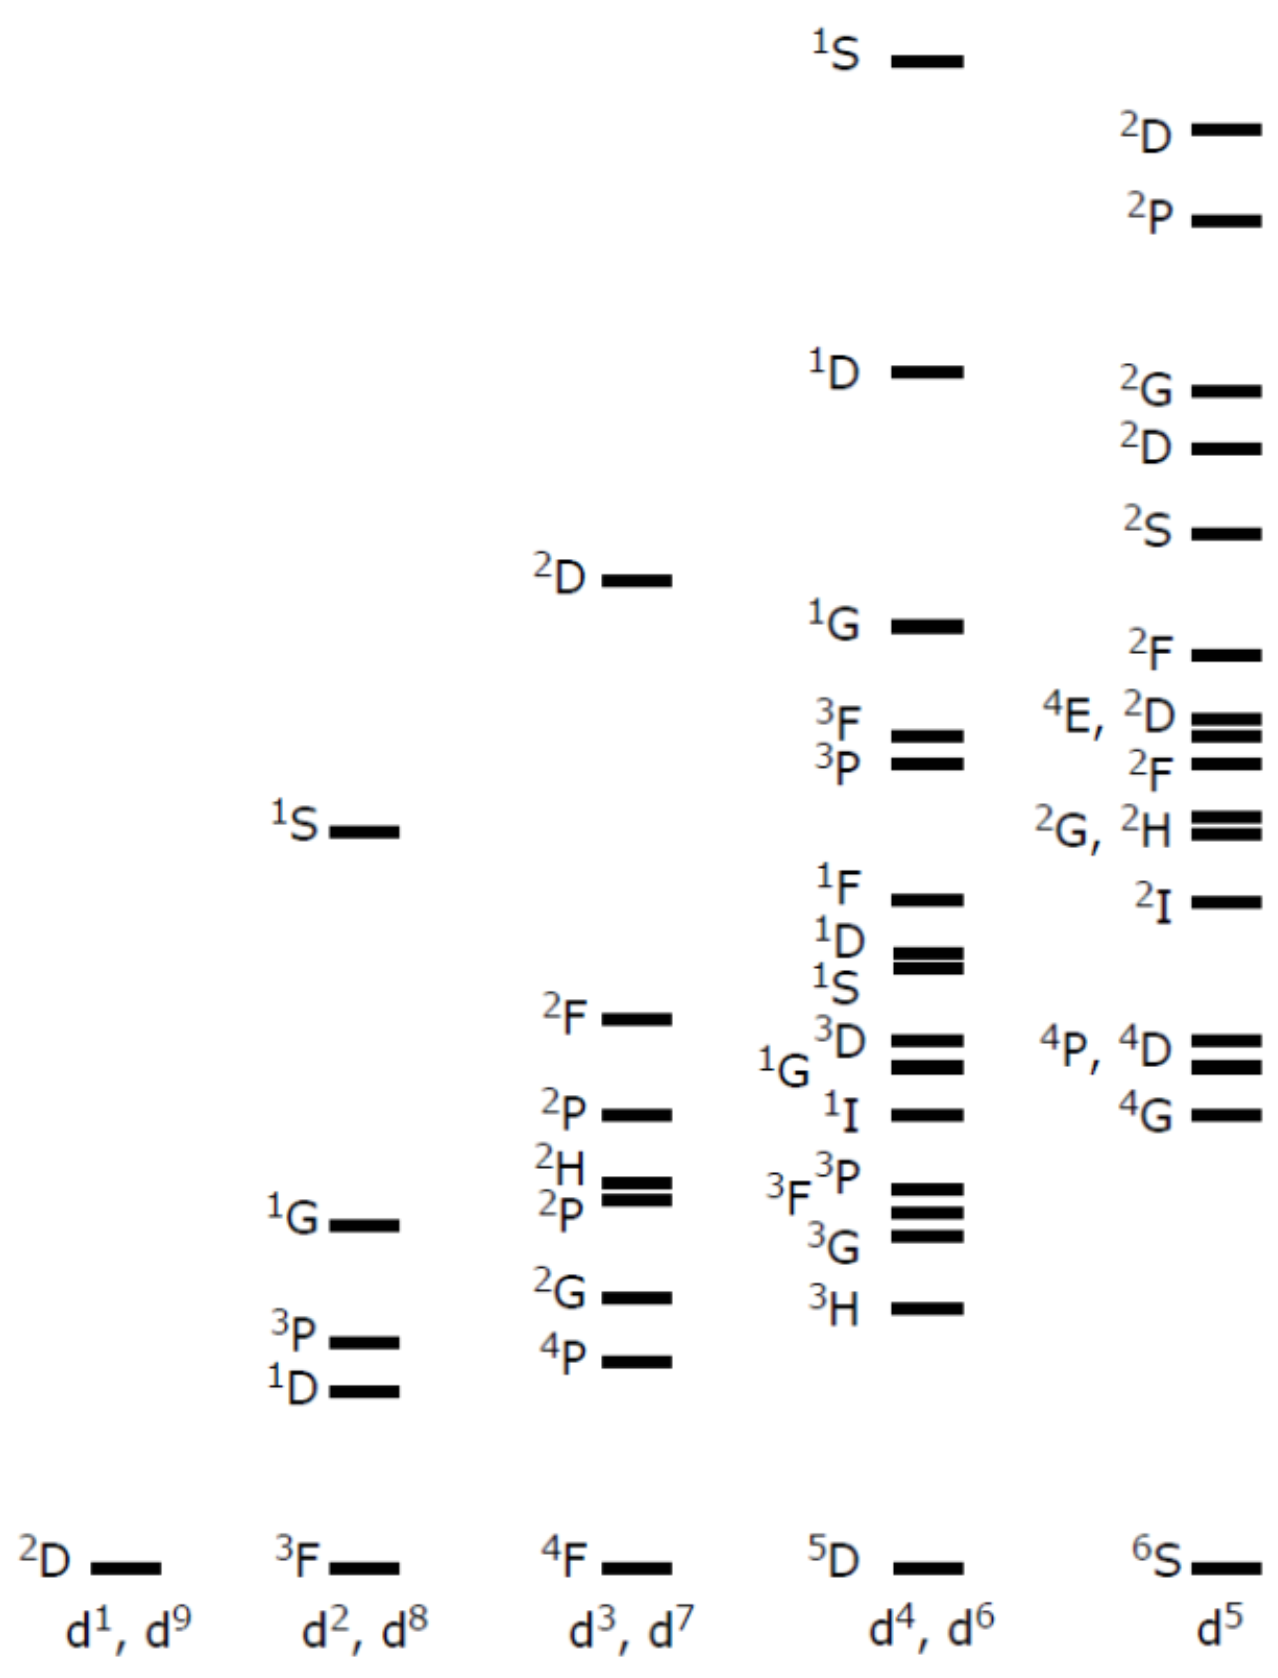 ¹S
²D
²P
¹D
²G
²D
²S
²D
¹G
²F
³F
⁴E, ²D
³P
²F
¹S
²G, ²H
¹F
²I
¹D
¹S
²F
³D
⁴P, ⁴D
¹G
²P
¹I
⁴G
²H
³P
³F
²P
¹G
³G
²G
³H
³P
⁴P
¹D
²D
³F
⁴F
⁵D
⁶S
d¹, d⁹
d², d⁸
d³, d⁷
d⁴, d⁶
d⁵